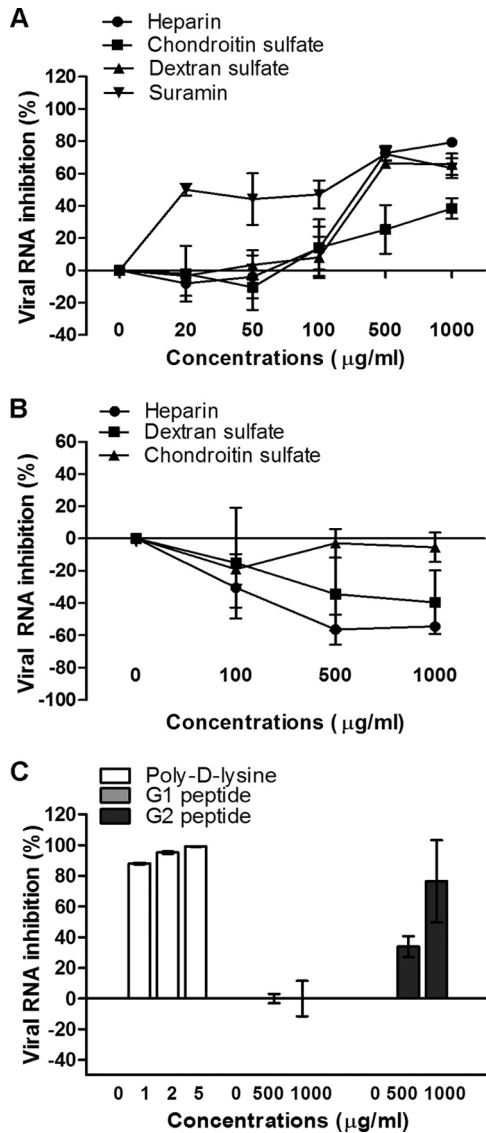 A
Heparin
Chondroitin sulfate
Dextran sulfate
Suramin
Viral RNA inhibition (%)
120
100
80
60
40
20
0
-20
-40
0 20 50 100 500 1000
Concentrations ( μg/ml)
B
Heparin
Dextran sulfate
Chondroitin sulfate
Viral RNA inhibition (%)
60
40
20
0
-20
-40
-60
-80
-100
0 100 500 1000
Concentrations ( μg/ml)
C
Poly-D-lysine
G1 peptide
G2 peptide
Viral RNA inhibition (%)
120
100
80
60
40
20
0
-20
-40
0 1 2 5 0 500 1000 0 500 1000
Concentrations (μg/ml)